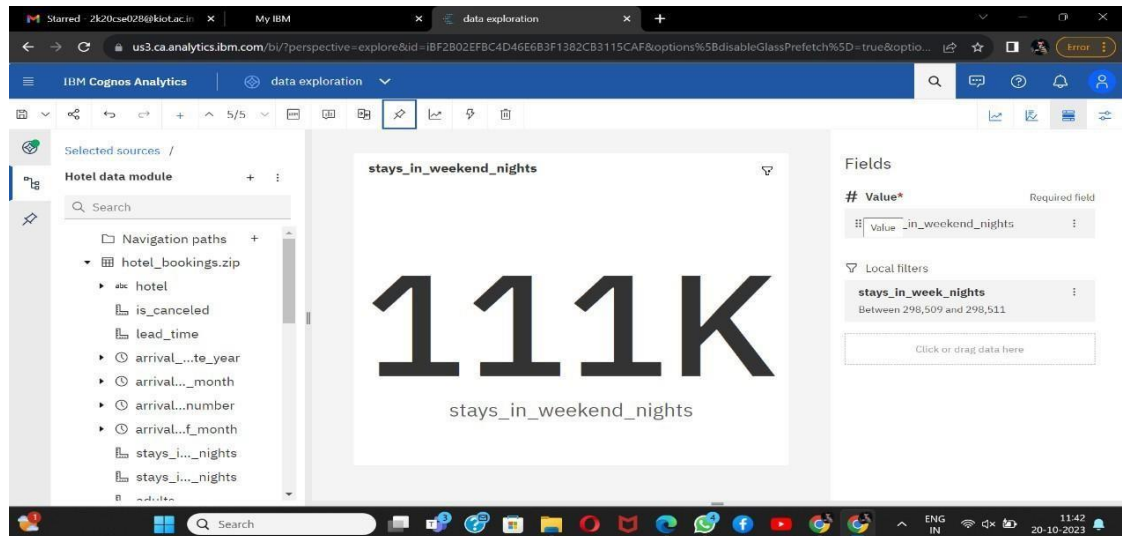 Starred - 2k20cse028@kiot.ac.in
My IBM
data exploration
us3.ca.analytics.ibm.com/bi/?perspective=explore&id=iBF2B02EFBC4D46E6B3F1382CB3115CAF&options%5BdisableGlassPrefetch%5D=true&optio...
Error
IBM Cognos Analytics
data exploration
5/5
Selected sources /
Hotel data module
Search
Navigation paths
hotel_bookings.zip
abc hotel
is_canceled
lead_time
arrival_...te_year
arrival..._month
arrival...number
arrival...f_month
stays_i..._nights
stays_i..._nights
adults
stays_in_weekend_nights
111K
stays_in_weekend_nights
Fields
# Value*
Required field
Value _in_weekend_nights
Local filters
stays_in_week_nights
Between 298,509 and 298,511
Click or drag data here
Search
ENG
IN
11:42
20-10-2023